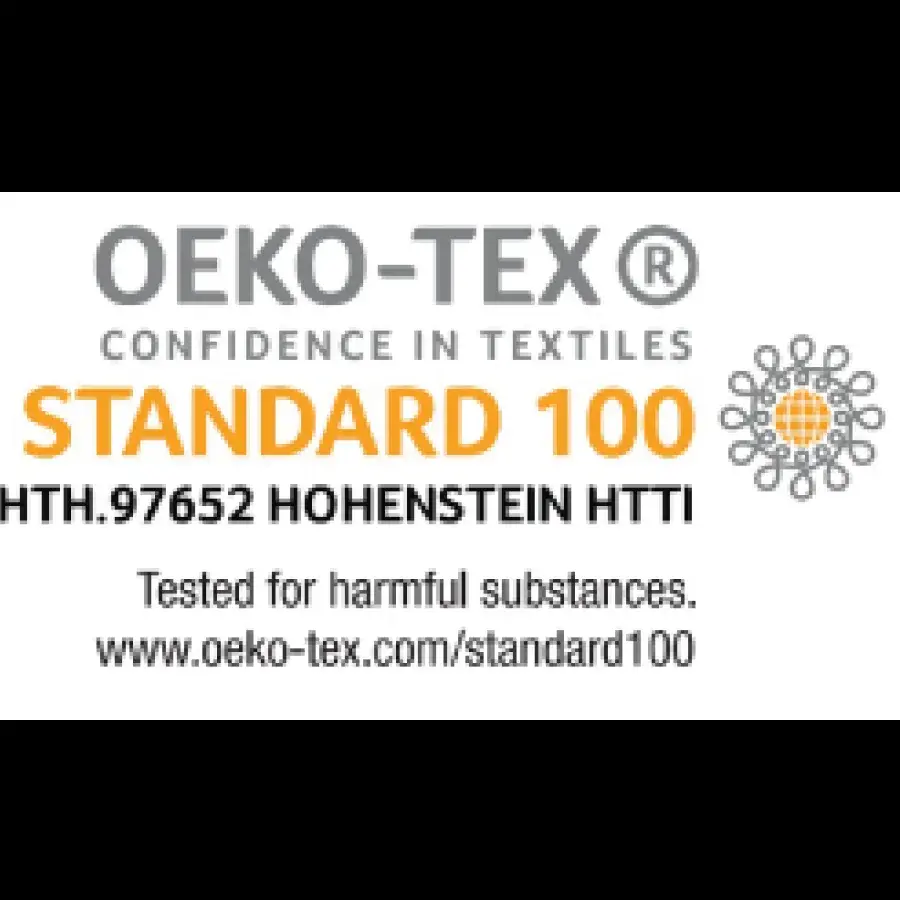 OEKO-TEX®
CONFIDENCE IN TEXTILES
STANDARD 100
HTH.97652 HOHENSTEIN HTTI
Tested for harmful substances.
www.oeko-tex.com/standard100